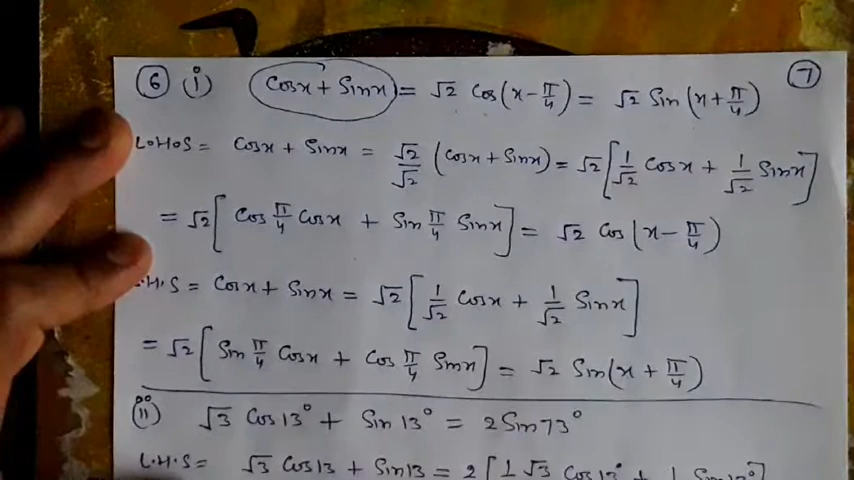 ⑥ (i) Cosx + Sinx = √2 Cos(x - π/4) = √2 Sin(x + π/4) ⑦
L.H.S = Cosx + Sinx = √2/√2 (Cosx + Sinx) = √2 [1/√2 Cosx + 1/√2 Sinx]
= √2 [Cos π/4 Cosx + Sin π/4 Sinx] = √2 Cos(x - π/4)
.H.S = Cosx + Sinx = √2 [1/√2 Cosx + 1/√2 Sinx]
= √2 [Sin π/4 Cosx + Cos π/4 Sinx] = √2 Sin(x + π/4)
(ii) √3 Cos13° + Sin13° = 2Sin73°
L.H.S = √3 Cos13 + Sin13 = 2[